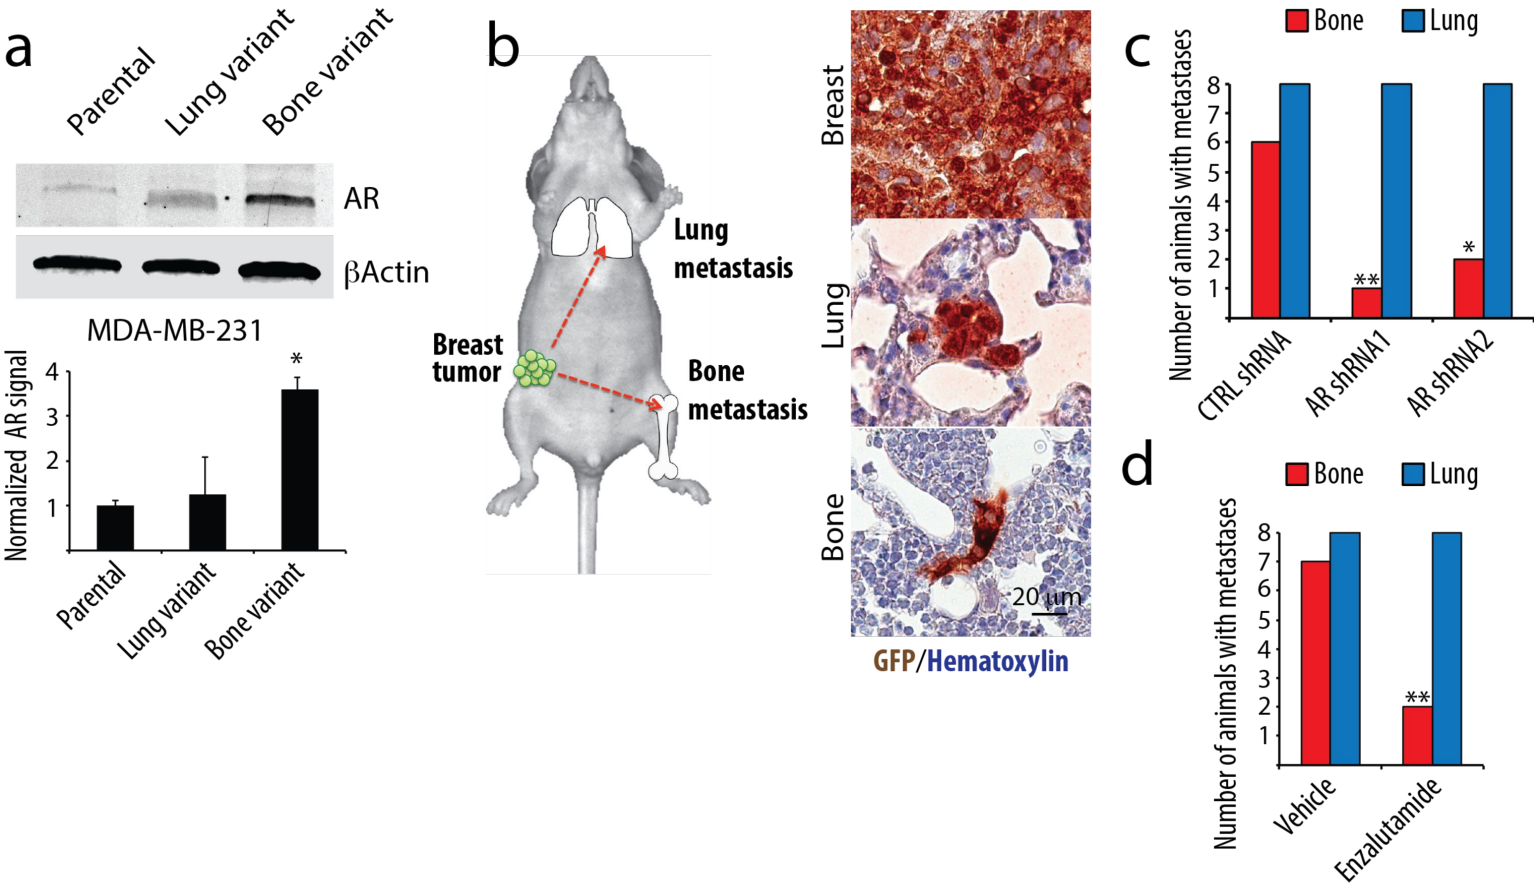 a
Parental
Lung variant
Bone variant
AR
βActin
MDA-MB-231
Normalized AR signal
4
3
2
1
*
Parental
Lung variant
Bone variant
b
Lung
metastasis
Breast
tumor
Bone
metastasis
Breast
Lung
Bone
20 μm
GFP/Hematoxylin
c
Bone
Lung
Number of animals with metastases
8
7
6
5
4
3
2
1
**
*
CTRL shRNA
AR shRNA1
AR shRNA2
d
Bone
Lung
Number of animals with metastases
8
7
6
5
4
3
2
1
**
Vehicle
Enzalutamide